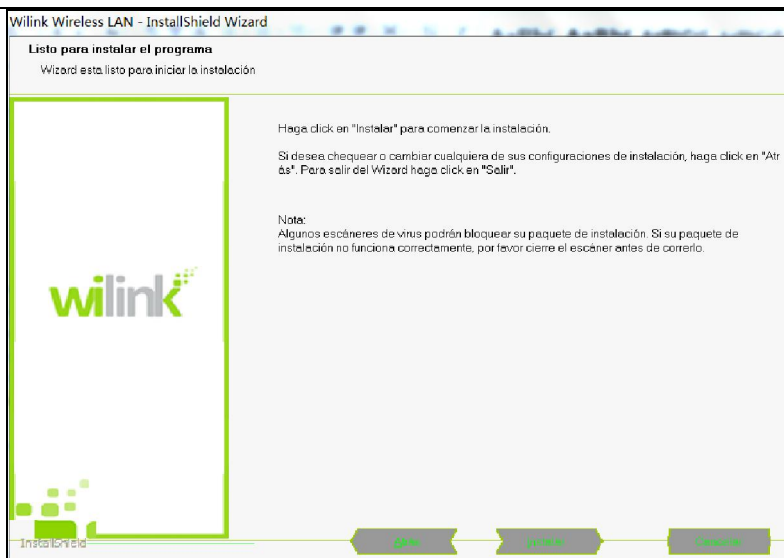 Wilink Wireless LAN - InstallShield Wizard
Listo para instalar el programa
Wizard esta listo para iniciar la instalación
Haga click en "Instalar" para comenzar la instalación.
Si desea chequear o cambiar cualquiera de sus configuraciones de instalación, haga click en "Atr
ás". Para salir del Wizard haga click en "Salir".
Nota:
Algunos escáneres de virus podrán bloquear su paquete de instalación. Si su paquete de
instalación no funciona correctamente, por favor cierre el escáner antes de correrlo.
wilink
InstallShield